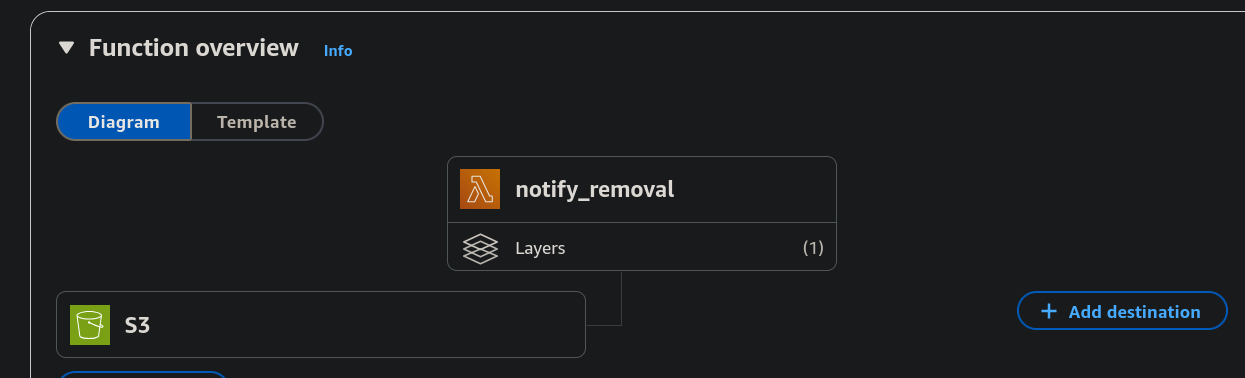 Function overview Info
Diagram Template
notify_removal
Layers (1)
S3
+ Add destination